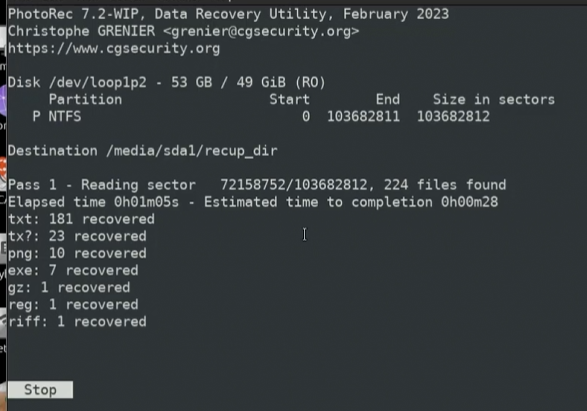 PhotoRec 7.2-WIP, Data Recovery Utility, February 2023
Christophe GRENIER <grenier@cgsecurity.org>
https://www.cgsecurity.org
Disk /dev/loop1p2 - 53 GB / 49 GiB (RO)
Partition Start End Size in sectors
P NTFS 0 103682811 103682812
Destination /media/sda1/recup_dir
Pass 1 - Reading sector 72158752/103682812, 224 files found
Elapsed time 0h01m05s - Estimated time to completion 0h00m28
txt: 181 recovered
tx?: 23 recovered
png: 10 recovered
exe: 7 recovered
gz: 1 recovered
reg: 1 recovered
riff: 1 recovered
Stop